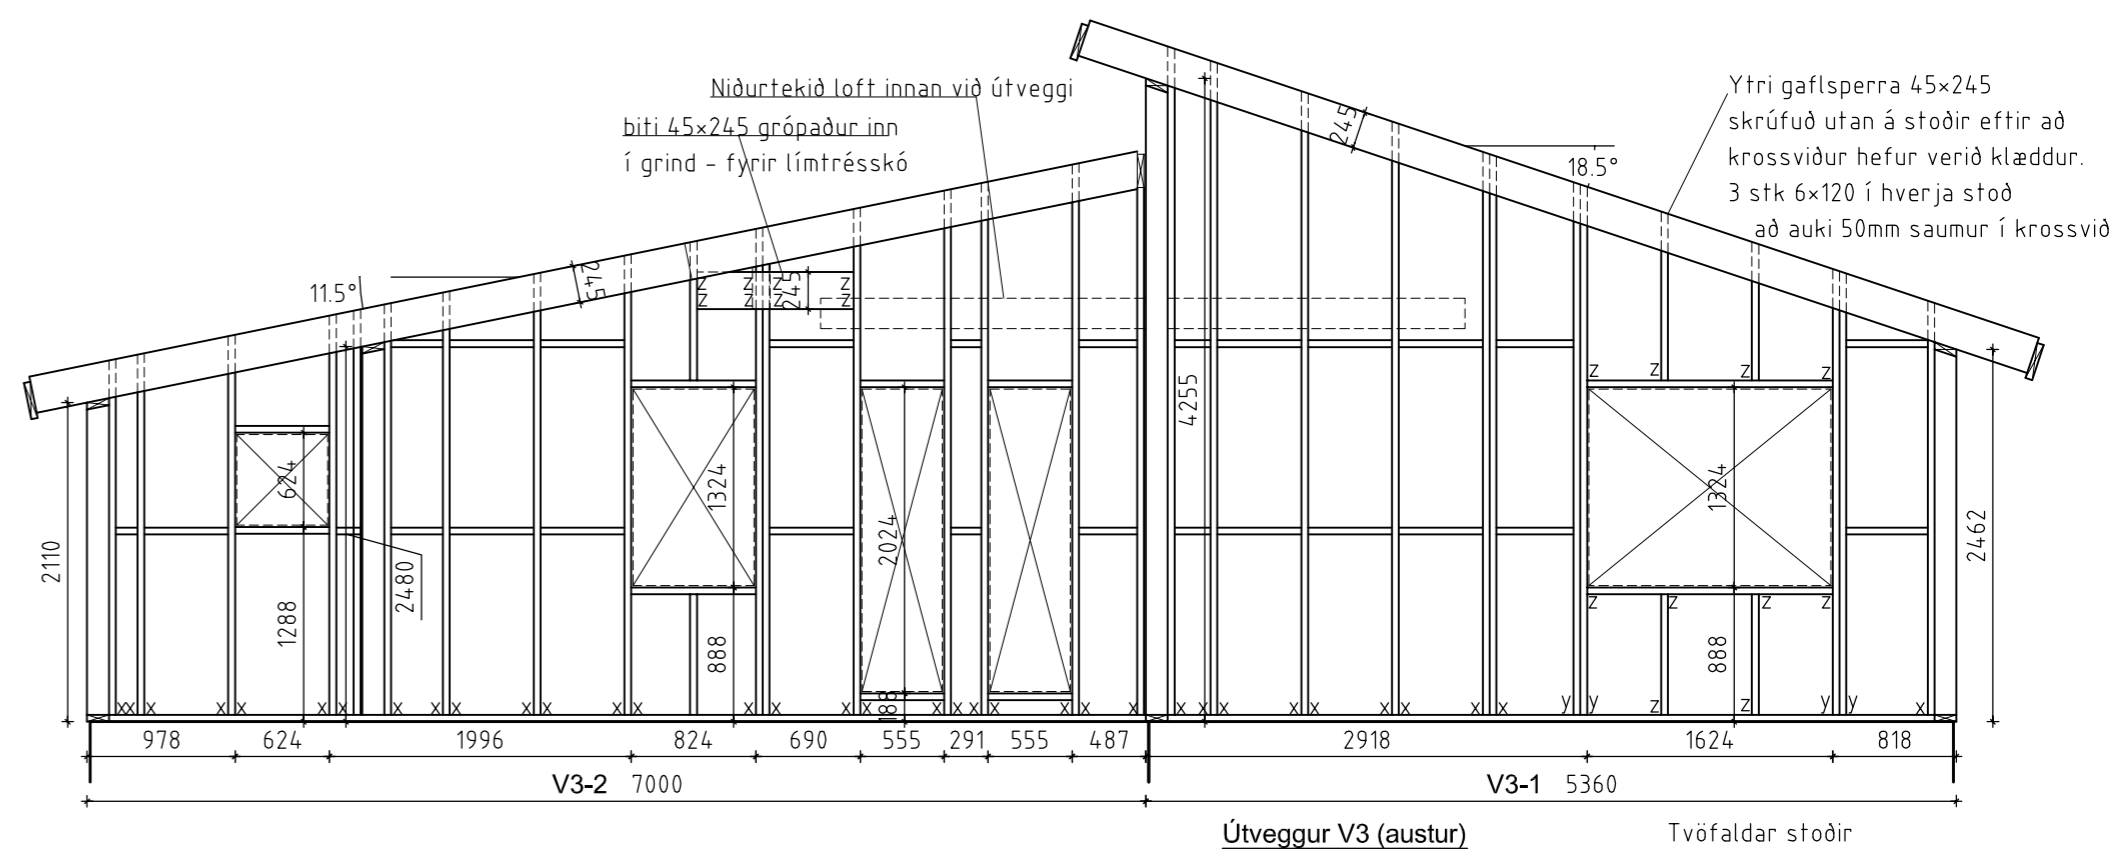 Niðurtekið loft innan við útveggi
biti 45×245 grópaður inn
í grind - fyrir límtrésskó
Ytri gaflsperra 45×245
skrúfuð utan á stoðir eftir að
krossviður hefur verið klæddur.
3 stk 6×120 í hverja stoð
að auki 50mm saumur í krossvið
245
18.5°
11.5°
245
245
z z z z
z z z z
4255
z z z z
624
1324
2024
1324
2110
2480
2462
1288
888
188
888
z z z z
x x x x x x x x x x x x x x x x x x x x x x x x x x x y y z z y y x
978 624 1996 824 690 555 291 555 487 2918 1624 818
V3-2 7000 V3-1 5360
Útveggur V3 (austur) Tvöfaldar stoðir